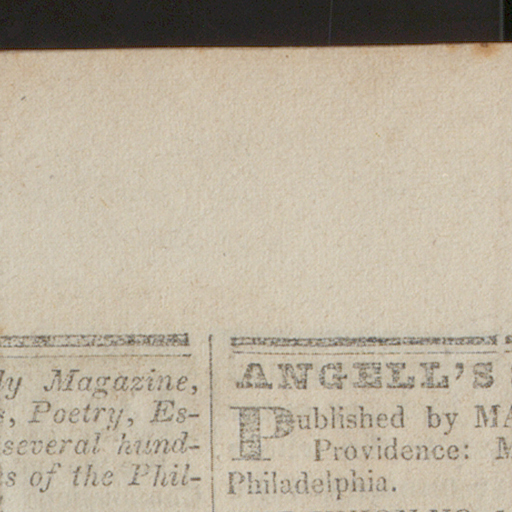 ly Magazine,
Poetry, Es-
several hund-
s of the Phil-
ANGELL'S
Published by MA
Providence: M
Philadelphia.